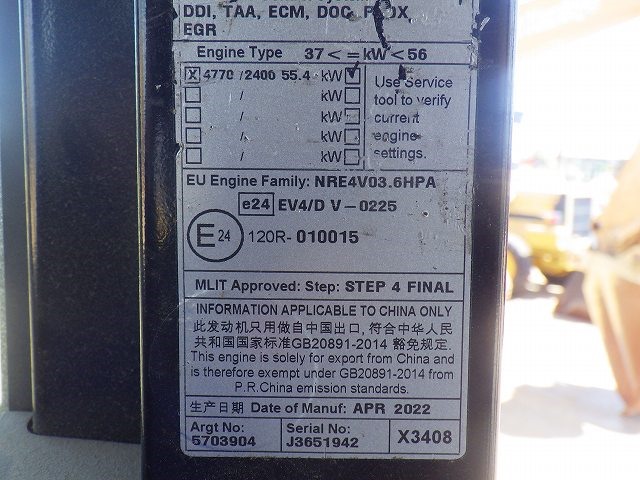 DDI, TAA, ECM, DOC,
EGR
Engine Type 37 < = kW < 56
X 4770 /2400 55.4 kW Use Service
/ kW tool to verify
/ kW current
/ kW engine
/ kW settings.
EU Engine Family: NRE4V03.6HPA
e24 EV4/D V-0225
E 24 120R-010015
MLIT Approved: Step: STEP 4 FINAL
INFORMATION APPLICABLE TO CHINA ONLY
此发动机只用做自中国出口, 符合中华人民
共和国国家标准GB20891-2014 豁免规定.
This engine is solely for export from China and
is therefore exempt under GB20891-2014 from
P.R.China emission standards.
生产日期 Date of Manuf: APR 2022
Argt No: Serial No: X3408
5703904 J3651942